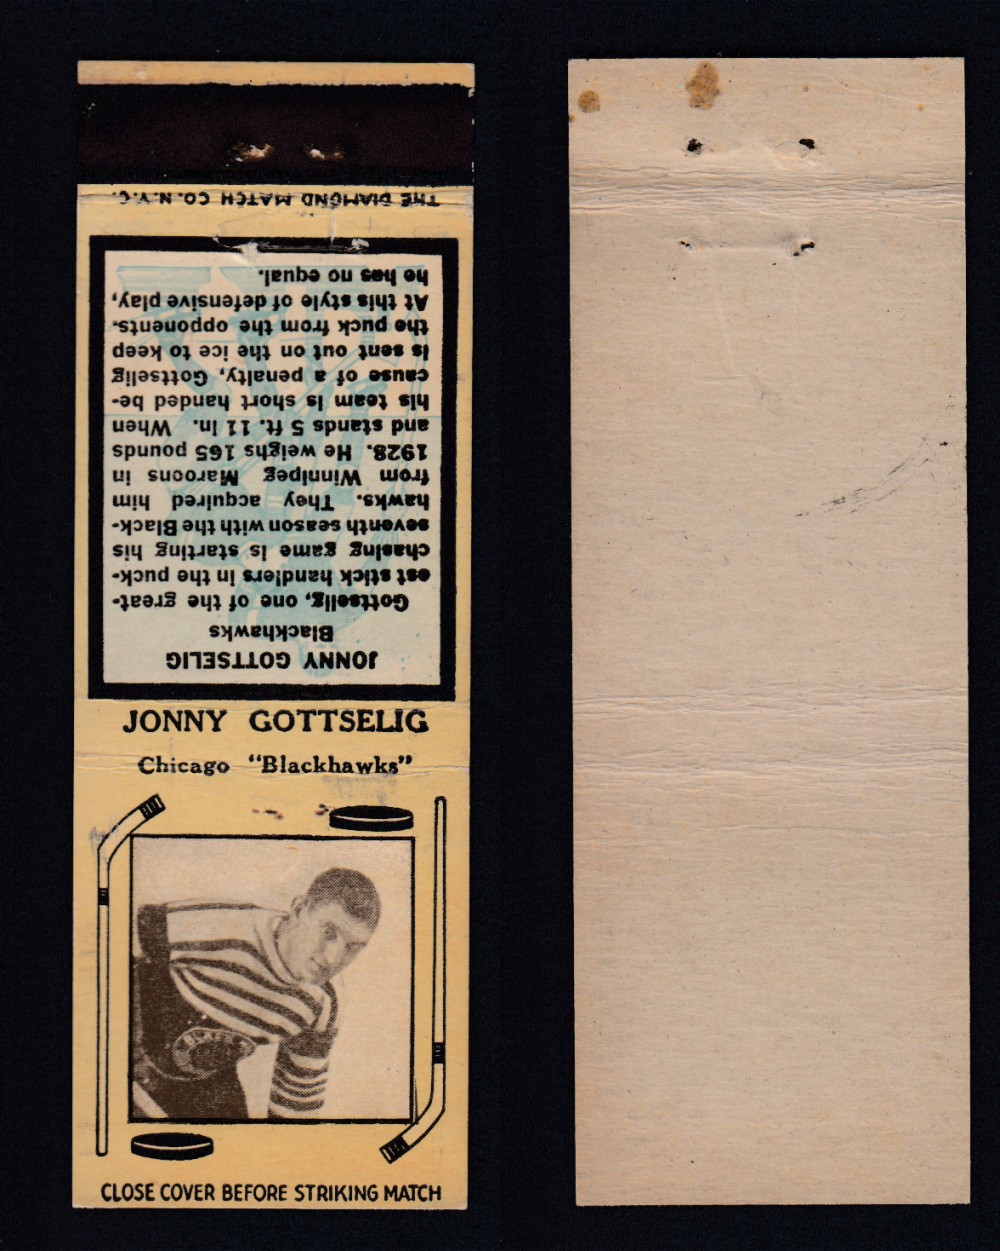 THE DIAMOND MATCH CO. N.Y.C.
JONNY GOTTSELIG
Blackhawks
Gottselig, one of the great-
est stick handlers in the puck-
chasing game is starting his
seventh season with the Black-
hawks. They acquired him
from Winnipeg Maroons in
1928. He weighs 165 pounds
and stands 5 ft. 11 in. When
his team is short handed be-
cause of a penalty, Gottselig
is sent out on the ice to keep
the puck from the opponents.
At this style of defensive play,
he has no equal.
JONNY GOTTSELIG
Chicago "Blackhawks"
CLOSE COVER BEFORE STRIKING MATCH